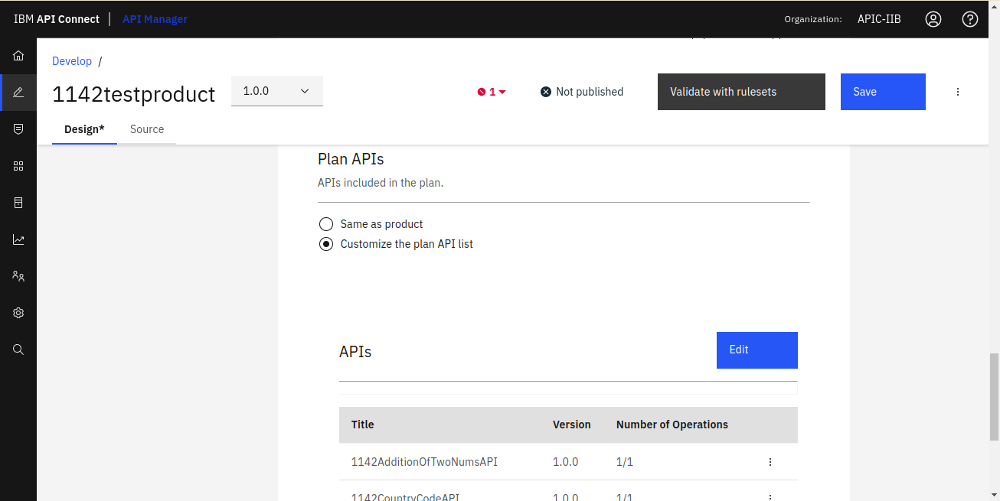 IBM API Connect | API Manager
Organization: APIC-IIB
Develop /
1142testproduct 1.0.0
1 Not published Validate with rulesets Save
Design* Source
Plan APIs
APIs included in the plan.
Same as product
Customize the plan API list
APIs Edit
Title Version Number of Operations
1142AdditionOfTwoNumsAPI 1.0.0 1/1
1142CountryCodeAPI 1.0.0 1/1